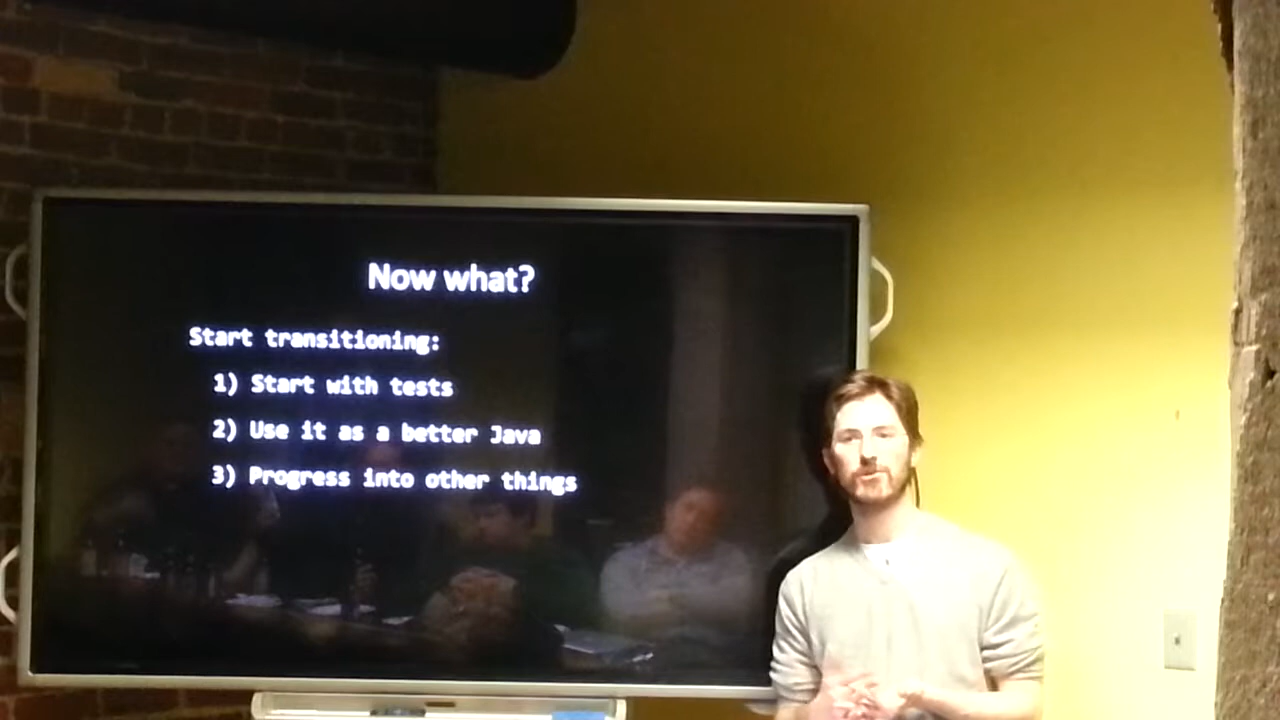 Now what?
Start transitioning:
1) Start with tests
2) Use it as a better Java
3) Progress into other things